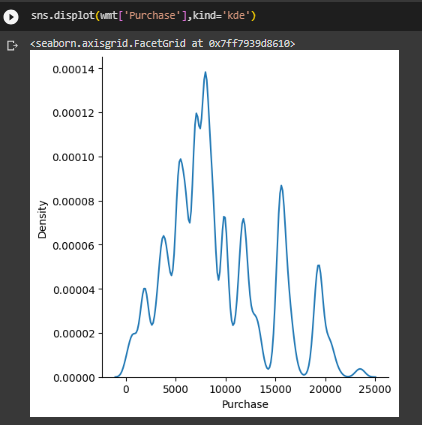 sns.displot(wmt['Purchase'],kind='kde')
<seaborn.axisgrid.FacetGrid at 0x7ff7939d8610>
0.00014
0.00012
0.00010
0.00008
0.00006
0.00004
0.00002
0.00000
Density
0 5000 10000 15000 20000 25000
Purchase